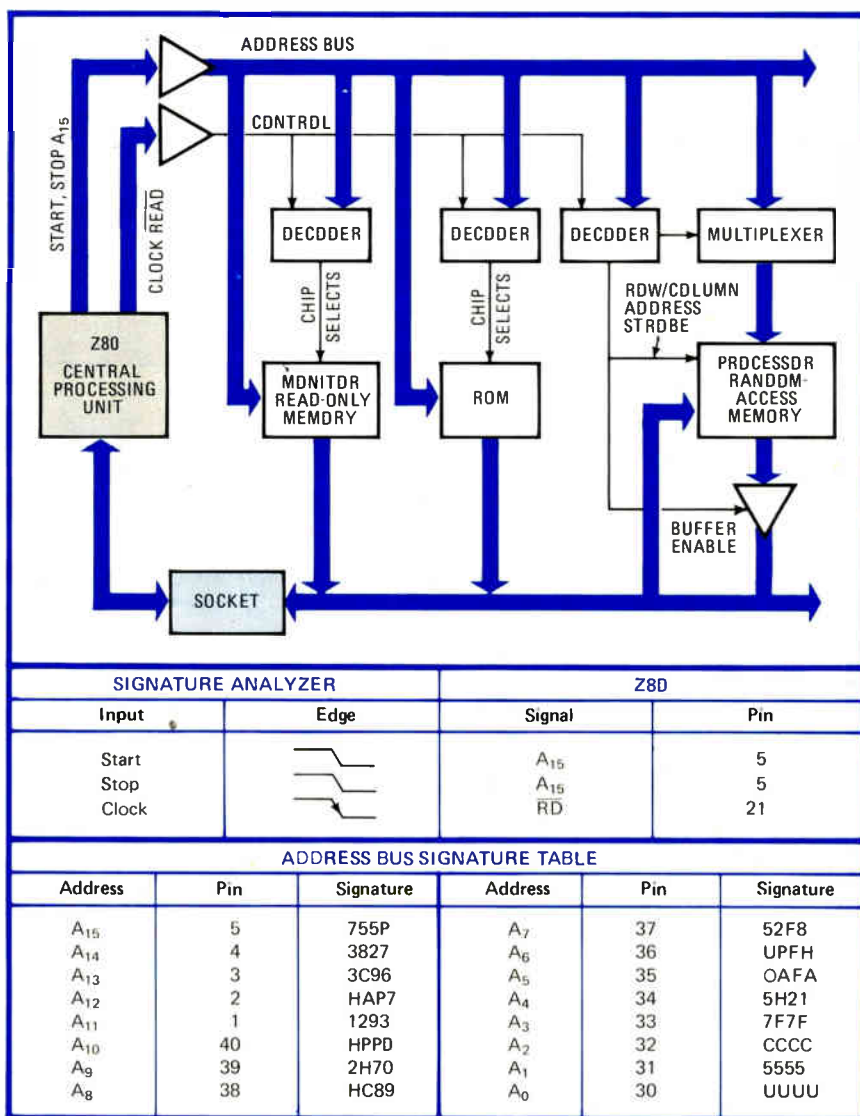 ADDRESS BUS
CDNTRDL
START, STOP A₁₅
CLOCK R̅E̅A̅D̅
DECDDER
DECDDER
DECDDER
MULTIPLEXER
CHIP
SELECTS
CHIP
SELECTS
RDW/CDLUMN
ADDRESS
STRDBE
Z80
CENTRAL
PROCESSING
UNIT
MDNITDR
READ-ONLY
MEMDRY
ROM
PRDCESSDR
RANDDM-
ACCESS
MEMORY
BUFFER
ENABLE
SOCKET
SIGNATURE ANALYZER Z8D
Input Edge Signal Pin
Start A₁₅ 5
Stop A₁₅ 5
Clock R̅D̅ 21
ADDRESS BUS SIGNATURE TABLE
Address Pin Signature Address Pin Signature
A₁₅ 5 755P A₇ 37 52F8
A₁₄ 4 3827 A₆ 36 UPFH
A₁₃ 3 3C96 A₅ 35 OAFA
A₁₂ 2 HAP7 A₄ 34 5H21
A₁₁ 1 1293 A₃ 33 7F7F
A₁₀ 40 HPPD A₂ 32 CCCC
A₉ 39 2H70 A₁ 31 5555
A₈ 38 HC89 A₀ 30 UUUU